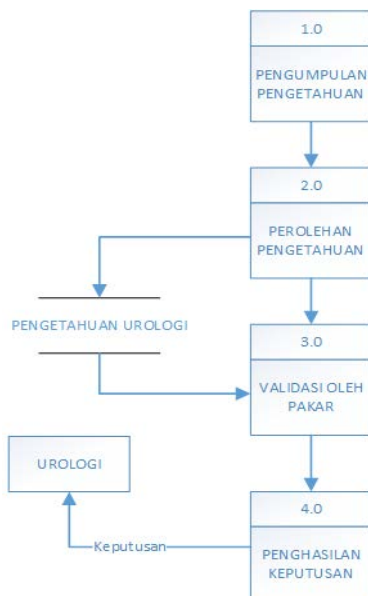 1.0
PENGUMPULAN
PENGETAHUAN
2.0
PEROLEHAN
PENGETAHUAN
PENGETAHUAN UROLOGI
3.0
VALIDASI OLEH
PAKAR
UROLOGI
4.0
Keputusan
PENGHASILAN
KEPUTUSAN